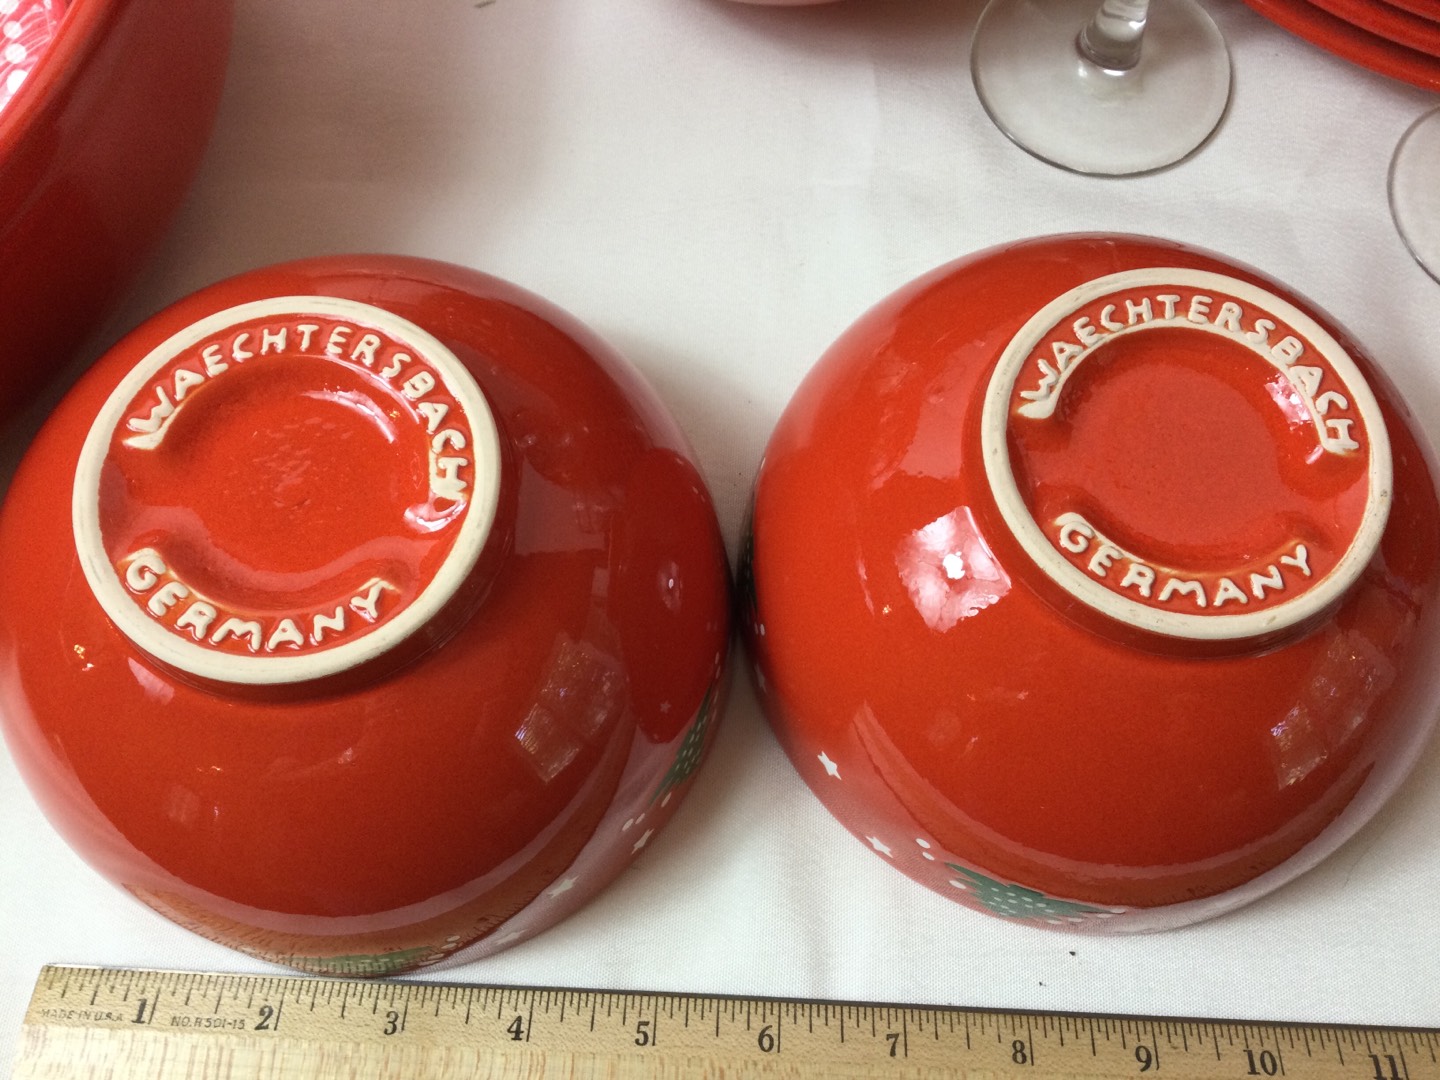 WAECHTERSBACH
GERMANY
WAECHTERSBACH
GERMANY
MADE IN U.S.A. NO. R501-15
1 2 3 4 5 6 7 8 9 10 11